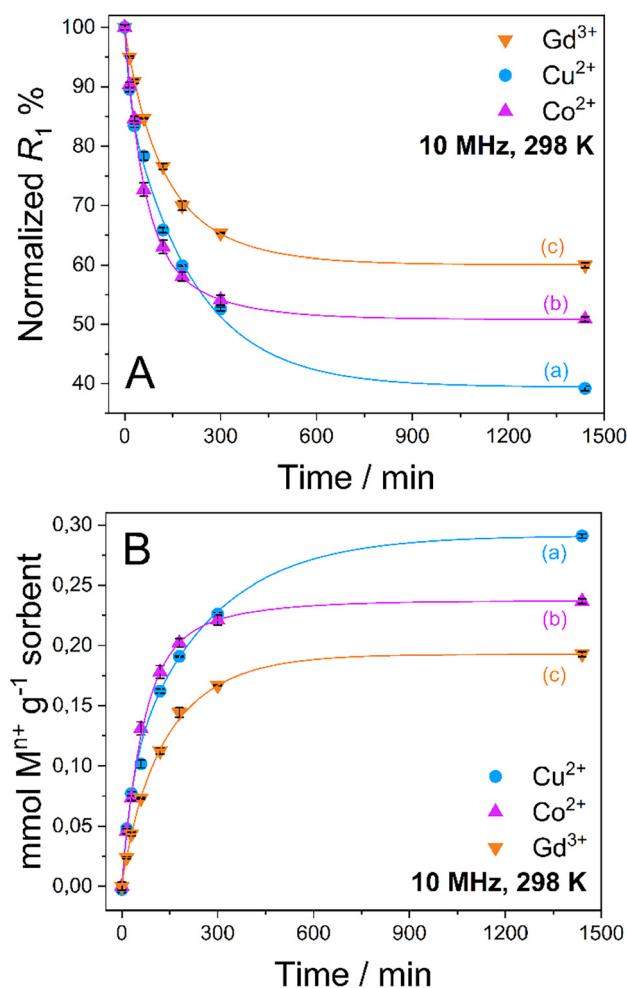 100
90
80
70
60
50
40
Normalized R₁ %
Gd³⁺
Cu²⁺
Co²⁺
10 MHz, 298 K
(c)
(b)
(a)
A
0 300 600 900 1200 1500
Time / min
0,30
0,25
0,20
0,15
0,10
0,05
0,00
mmol Mⁿ⁺ g⁻¹ sorbent
B
(a)
(b)
(c)
Cu²⁺
Co²⁺
Gd³⁺
10 MHz, 298 K
0 300 600 900 1200 1500
Time / min